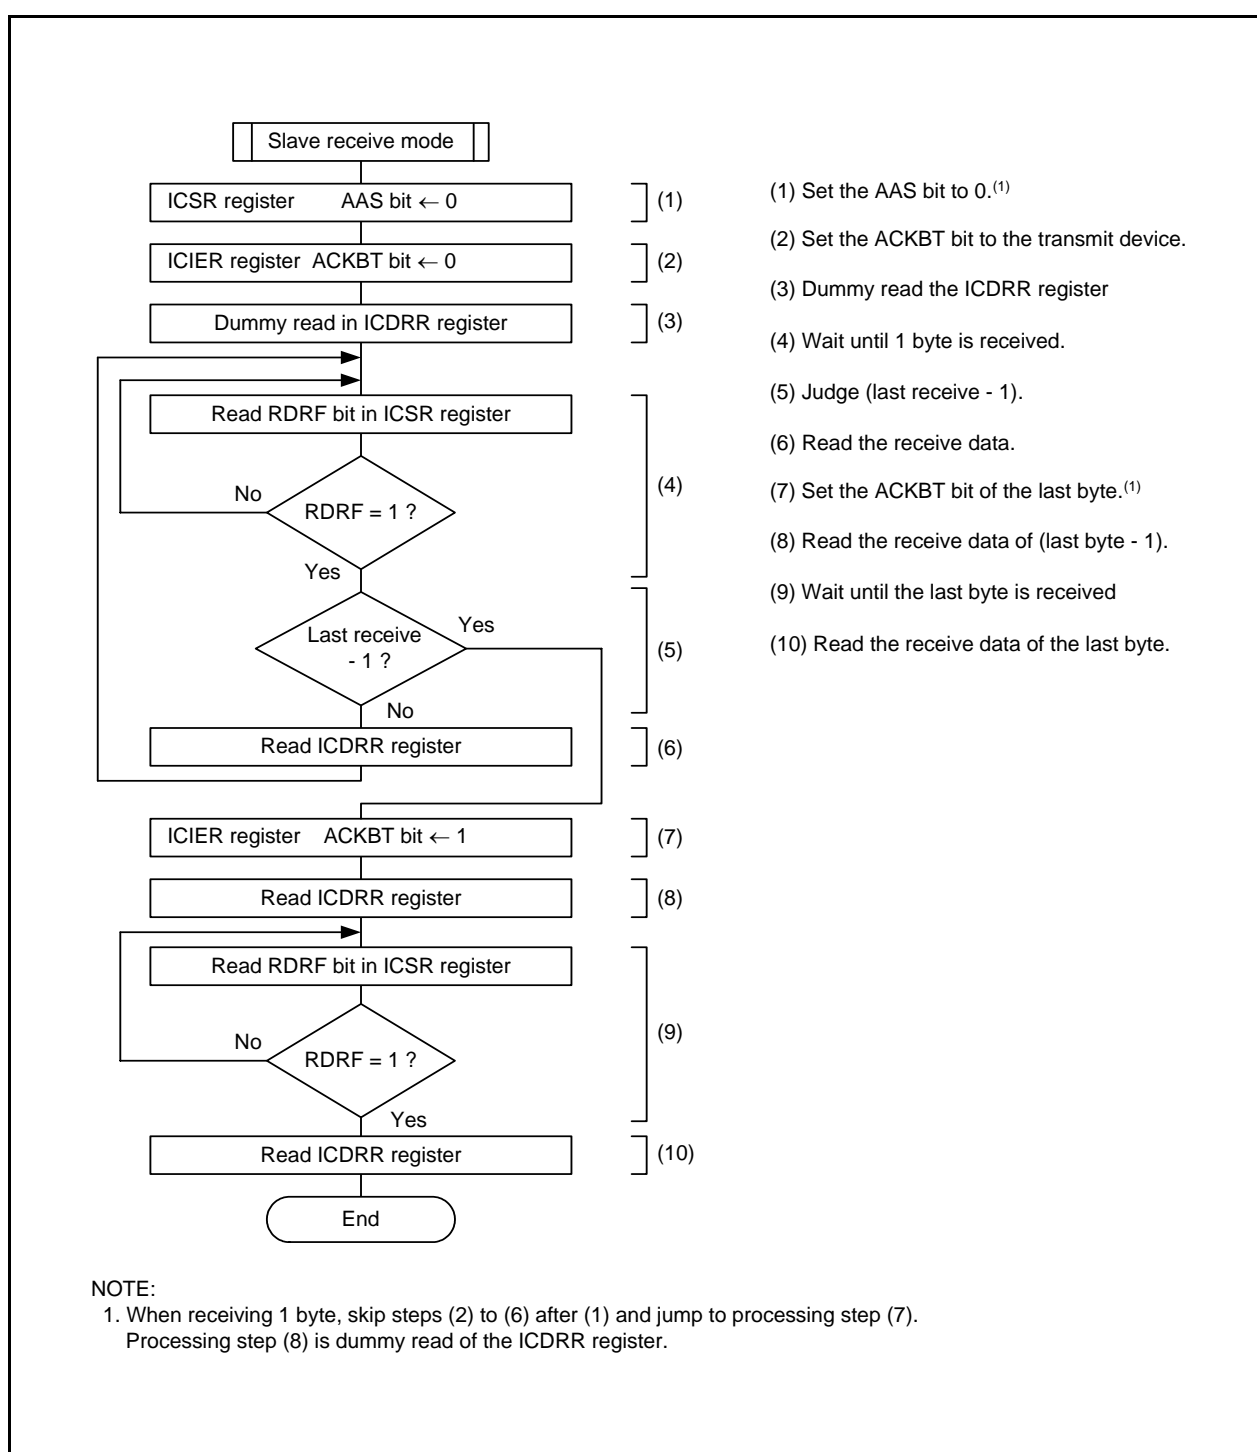 Slave receive mode
ICSR register AAS bit ← 0
(1)
ICIER register ACKBT bit ← 0
(2)
Dummy read in ICDRR register
(3)
Read RDRF bit in ICSR register
No
RDRF = 1 ?
(4)
Yes
Last receive
- 1 ?
Yes
(5)
No
Read ICDRR register
(6)
ICIER register ACKBT bit ← 1
(7)
Read ICDRR register
(8)
Read RDRF bit in ICSR register
No
RDRF = 1 ?
(9)
Yes
Read ICDRR register
(10)
End
(1) Set the AAS bit to 0.(1)
(2) Set the ACKBT bit to the transmit device.
(3) Dummy read the ICDRR register
(4) Wait until 1 byte is received.
(5) Judge (last receive - 1).
(6) Read the receive data.
(7) Set the ACKBT bit of the last byte.(1)
(8) Read the receive data of (last byte - 1).
(9) Wait until the last byte is received
(10) Read the receive data of the last byte.
NOTE:
1. When receiving 1 byte, skip steps (2) to (6) after (1) and jump to processing step (7).
Processing step (8) is dummy read of the ICDRR register.